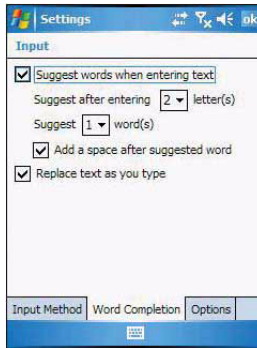 Settings
ok
Input
Suggest words when entering text
Suggest after entering 2 letter(s)
Suggest 1 word(s)
Add a space after suggested word
Replace text as you type
Input Method Word Completion Options